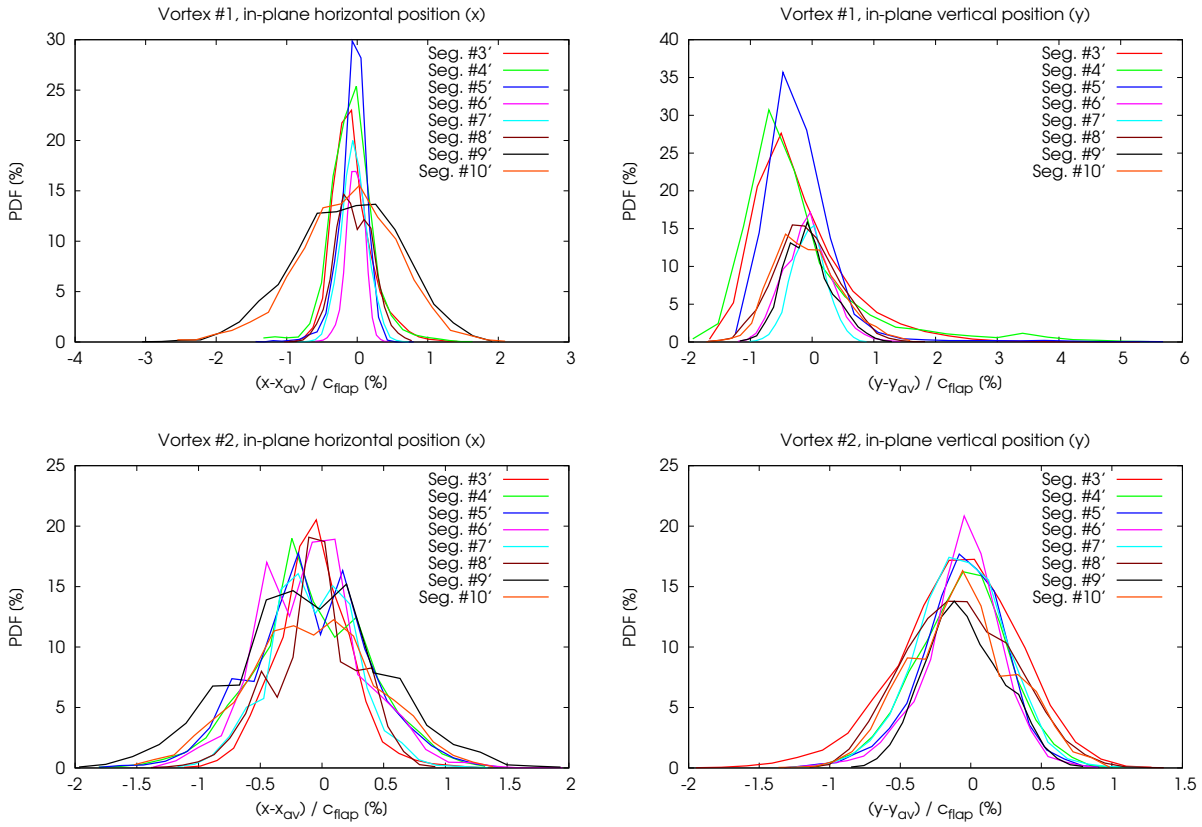 Vortex #1, in-plane horizontal position (x)
PDF (%)
30
25
20
15
10
5
0
-4
-3
-2
-1
0
1
2
3
(x-xav) / cflap (%)
Seg. #3'
Seg. #4'
Seg. #5'
Seg. #6'
Seg. #7'
Seg. #8'
Seg. #9'
Seg. #10'
Vortex #1, in-plane vertical position (y)
PDF (%)
40
35
30
25
20
15
10
5
0
-2
-1
0
1
2
3
4
5
6
(y-yav) / cflap (%)
Seg. #3'
Seg. #4'
Seg. #5'
Seg. #6'
Seg. #7'
Seg. #8'
Seg. #9'
Seg. #10'
Vortex #2, in-plane horizontal position (x)
PDF (%)
25
20
15
10
5
0
-2
-1.5
-1
-0.5
0
0.5
1
1.5
2
(x-xav) / cflap (%)
Seg. #3'
Seg. #4'
Seg. #5'
Seg. #6'
Seg. #7'
Seg. #8'
Seg. #9'
Seg. #10'
Vortex #2, in-plane vertical position (y)
PDF (%)
25
20
15
10
5
0
-2
-1.5
-1
-0.5
0
0.5
1
1.5
(y-yav) / cflap (%)
Seg. #3'
Seg. #4'
Seg. #5'
Seg. #6'
Seg. #7'
Seg. #8'
Seg. #9'
Seg. #10'